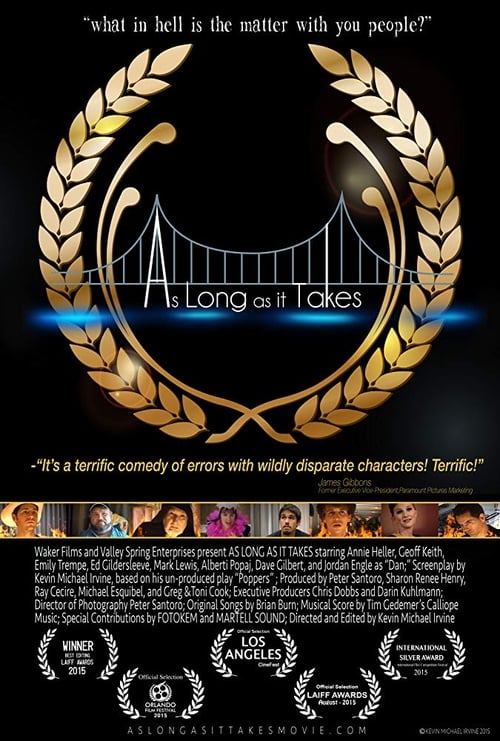 “what in hell is the matter with you people?”
As Long as it Takes
-“It’s a terrific comedy of errors with wildly disparate characters! Terrific!”
James Gibbons
Former Executive Vice-President, Paramount Pictures Marketing
Waker Films and Valley Spring Enterprises present AS LONG AS IT TAKES starring Annie Heller, Geoff Keith,
Emily Trempe, Ed Gildersleeve, Mark Lewis, Alberti Popaj, Dave Gilbert, and Jordan Engle as “Dan;” Screenplay by
Kevin Michael Irvine, based on his un-produced play “Poppers” ; Produced by Peter Santoro, Sharon Renee Henry,
Ray Cecire, Michael Esquibel, and Greg &Toni Cook; Executive Producers Chris Dobbs and Darin Kuhlmann;
Director of Photography Peter Santoro; Original Songs by Brian Burn; Musical Score by Tim Gedemer's Calliope
Music; Special Contributions by FOTOKEM and MARTELL SOUND; Directed and Edited by Kevin Michael Irvine
WINNER
BEST EDITING
LAIFF AWARDS
2015
Official Selection
ORLANDO
FILM FESTIVAL
2015
Official Selection
LOS
ANGELES
CineFest
Official Selection
LAIFF AWARDS
August - 2015
INTERNATIONAL
SILVER AWARD
2015
ASLONGASITTAKESMOVIE.COM
©KEVIN MICHAEL IRVINE 2015